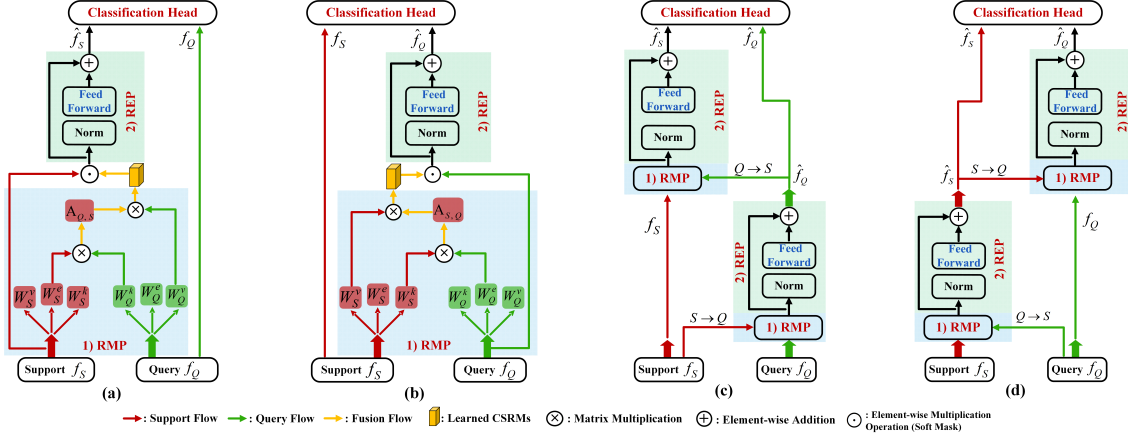 Classification Head
Classification Head
Classification Head
Classification Head
f̂_S
f_S
f_Q
f̂_Q
f_Q
Feed
Forward
Norm
2) REP
A_{Q,S}
W_S^v
W_S^e
W_S^k
W_Q^k
W_Q^e
W_Q^v
1) RMP
Support f_S
Query f_Q
(a)
f_S
f̂_Q
Feed
Forward
Norm
2) REP
A_{S,Q}
W_S^v
W_S^e
W_S^k
W_Q^k
W_Q^e
W_Q^v
1) RMP
Support f_S
Query f_Q
(b)
f̂_S
f̂_Q
Feed
Forward
Norm
2) REP
1) RMP
Q → S
f̂_Q
f_S
Feed
Forward
Norm
2) REP
S → Q
1) RMP
Support f_S
Query f_Q
(c)
f̂_S
f̂_Q
Feed
Forward
Norm
2) REP
f̂_S
S → Q
1) RMP
f_Q
Feed
Forward
Norm
2) REP
1) RMP
Q → S
Support f_S
Query f_Q
(d)
: Support Flow
: Query Flow
: Fusion Flow
: Learned CSRMs
: Matrix Multiplication
: Element-wise Addition
: Element-wise Multiplication
Operation (Soft Mask)